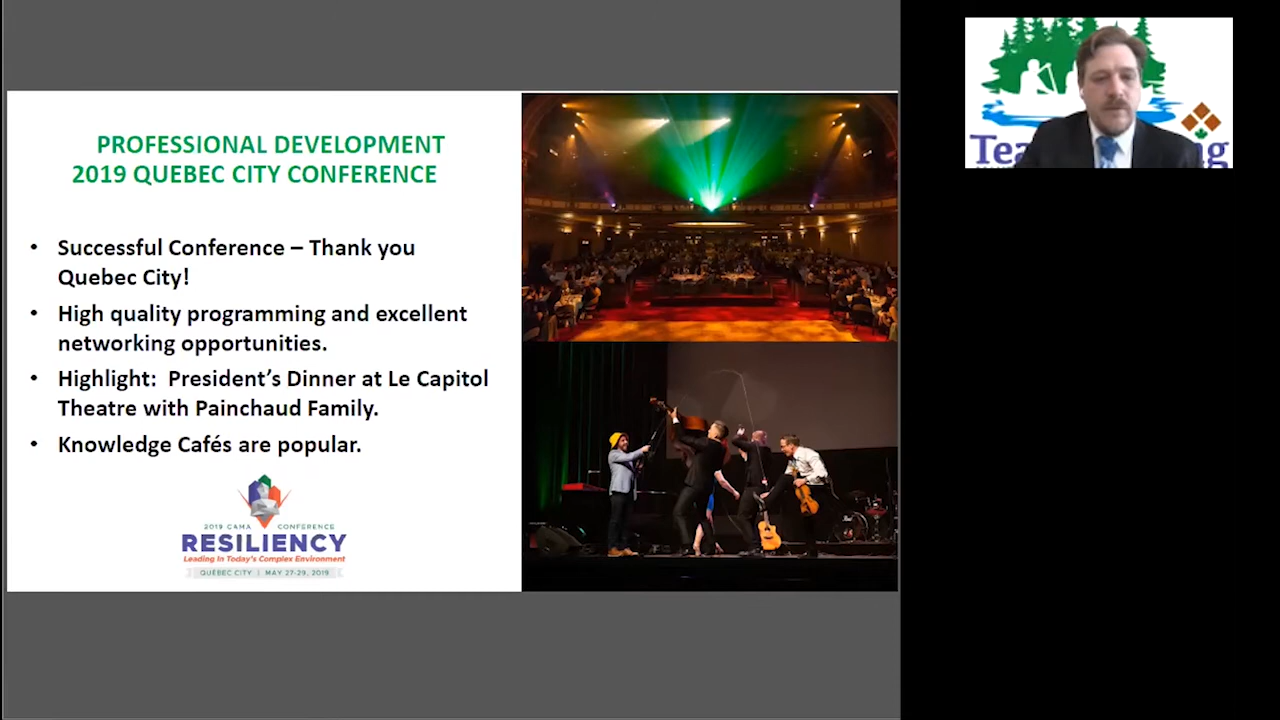 PROFESSIONAL DEVELOPMENT
2019 QUEBEC CITY CONFERENCE
• Successful Conference – Thank you
Quebec City!
• High quality programming and excellent
networking opportunities.
• Highlight: President's Dinner at Le Capitol
Theatre with Painchaud Family.
• Knowledge Cafés are popular.
2019 CAMA CONFERENCE
RESILIENCY
Leading In Today's Complex Environment
QUÉBEC CITY | MAY 27-29, 2019